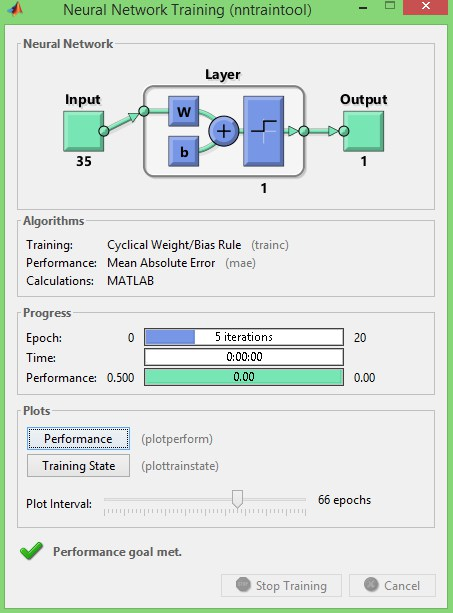 Neural Network Training (nntraintool)
Neural Network
Layer
Input
Output
W
b
+
35
1
1
Algorithms
Training: Cyclical Weight/Bias Rule (trainc)
Performance: Mean Absolute Error (mae)
Calculations: MATLAB
Progress
Epoch: 0 5 iterations 20
Time: 0:00:00
Performance: 0.500 0.00 0.00
Plots
Performance (plotperform)
Training State (plottrainstate)
Plot Interval: 66 epochs
Performance goal met.
Stop Training Cancel